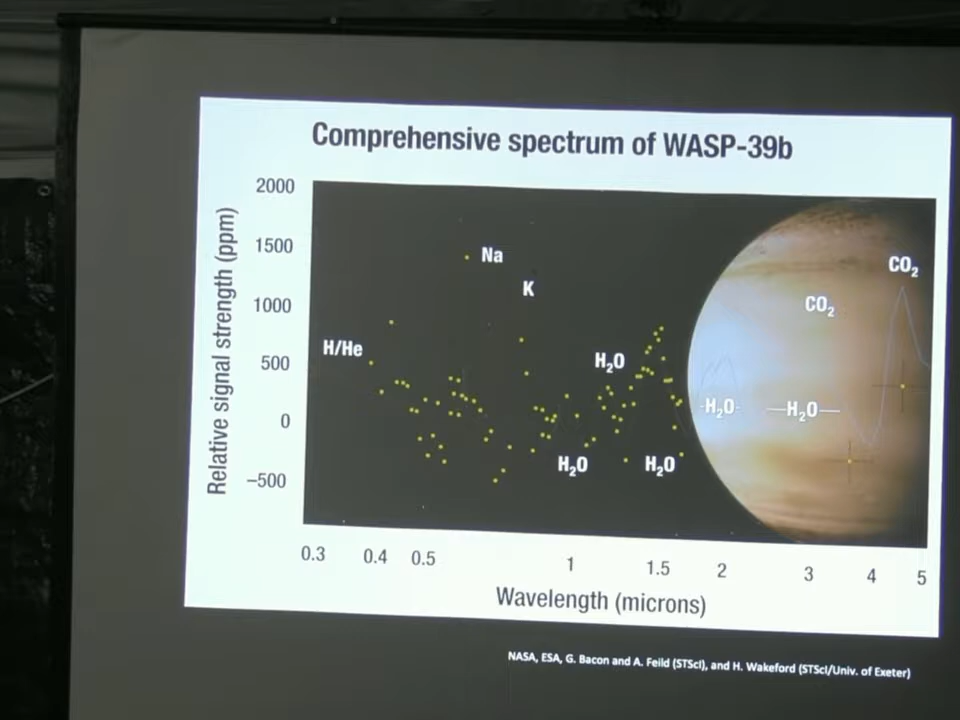 Comprehensive spectrum of WASP-39b
Relative signal strength (ppm)
2000
1500
1000
500
0
−500
H/He
Na
K
H₂O
H₂O
H₂O
-H₂O-
—H₂O—
CO₂
CO₂
0.3 0.4 0.5 1 1.5 2 3 4 5
Wavelength (microns)
NASA, ESA, G. Bacon and A. Feild (STScI), and H. Wakeford (STScI/Univ. of Exeter)